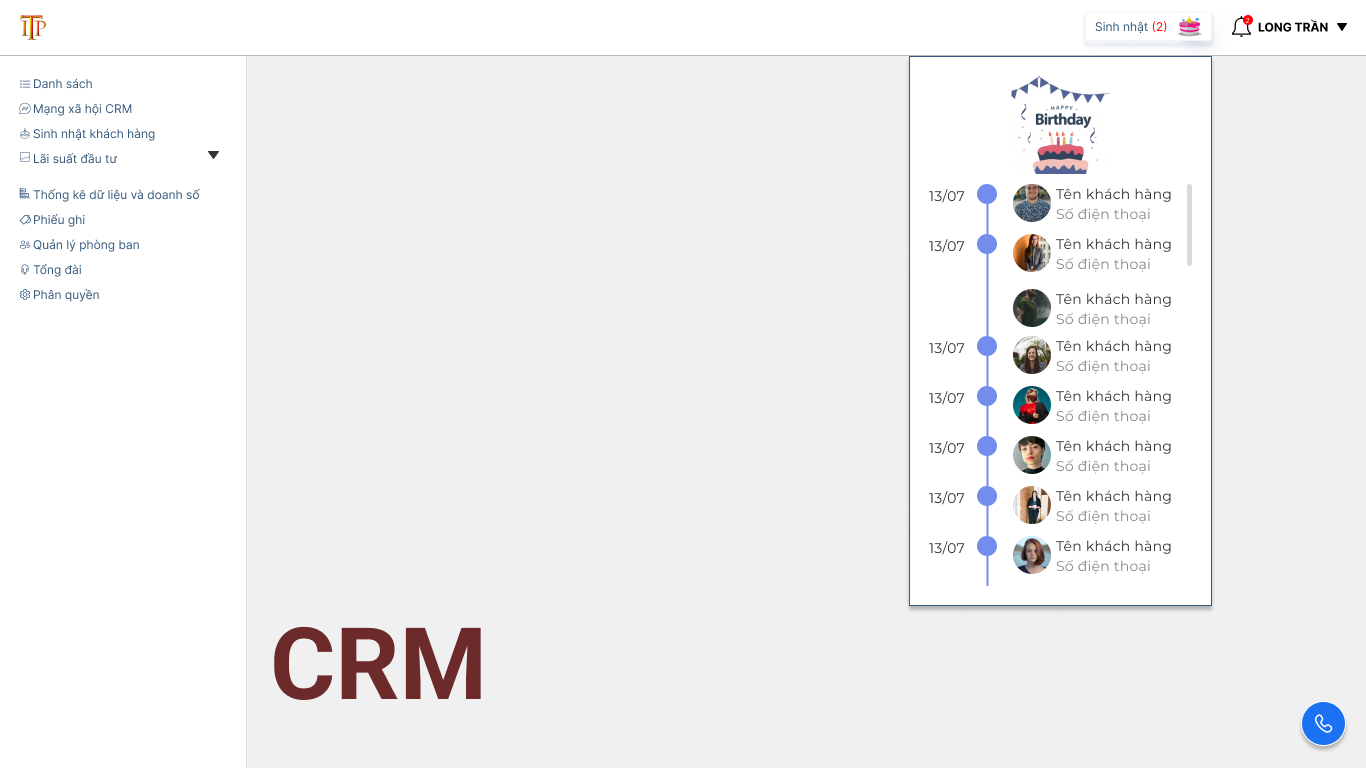 TTP
Sinh nhật (2)
2
LONG TRẦN
Danh sách
Mạng xã hội CRM
Sinh nhật khách hàng
Lãi suất đầu tư
Thống kê dữ liệu và doanh số
Phiếu ghi
Quản lý phòng ban
Tổng đài
Phân quyền
HAPPY
Birthday
13/07
Tên khách hàng
Số điện thoại
13/07
Tên khách hàng
Số điện thoại
Tên khách hàng
Số điện thoại
13/07
Tên khách hàng
Số điện thoại
13/07
Tên khách hàng
Số điện thoại
13/07
Tên khách hàng
Số điện thoại
13/07
Tên khách hàng
Số điện thoại
13/07
Tên khách hàng
Số điện thoại
CRM